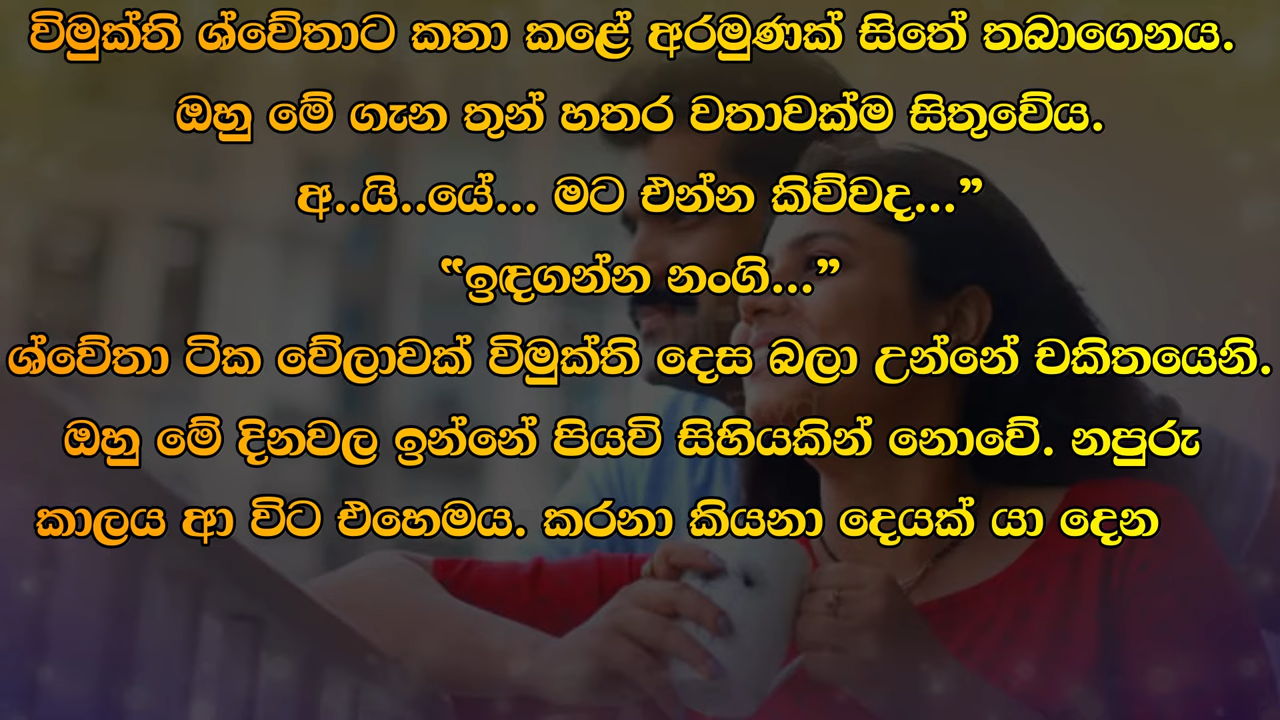 විමුක්ති ශ්වේතාට කතා කළේ අරමුණක් සිතේ තබාගෙනය.
ඔහු මේ ගැන තුන් හතර වතාවක්ම සිතුවේය.
අ..යි..යේ... මට එන්න කිව්වද...”
“ඉඳගන්න නංගි...”
ශ්වේතා ටික වේලාවක් විමුක්ති දෙස බලා උන්නේ චකිතයෙනි.
ඔහු මේ දිනවල ඉන්නේ පියවි සිහියකින් නොවේ. නපුරු
කාලය ආ විට එහෙමය. කරනා කියනා දෙයක් යා දෙන